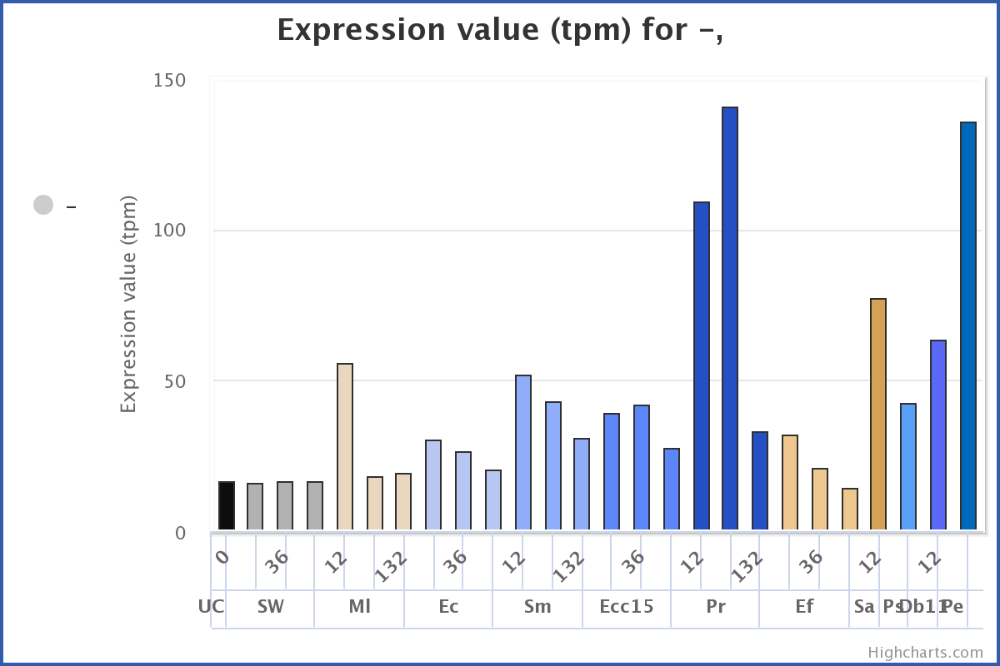 Expression value (tpm) for –,
–
Expression value (tpm)
150
100
50
0
0 36 12 132 36 12 132 36 12 132 36 12 12
UC SW Ml Ec Sm Ecc15 Pr Ef Sa Ps Db11 Pe
Highcharts.com